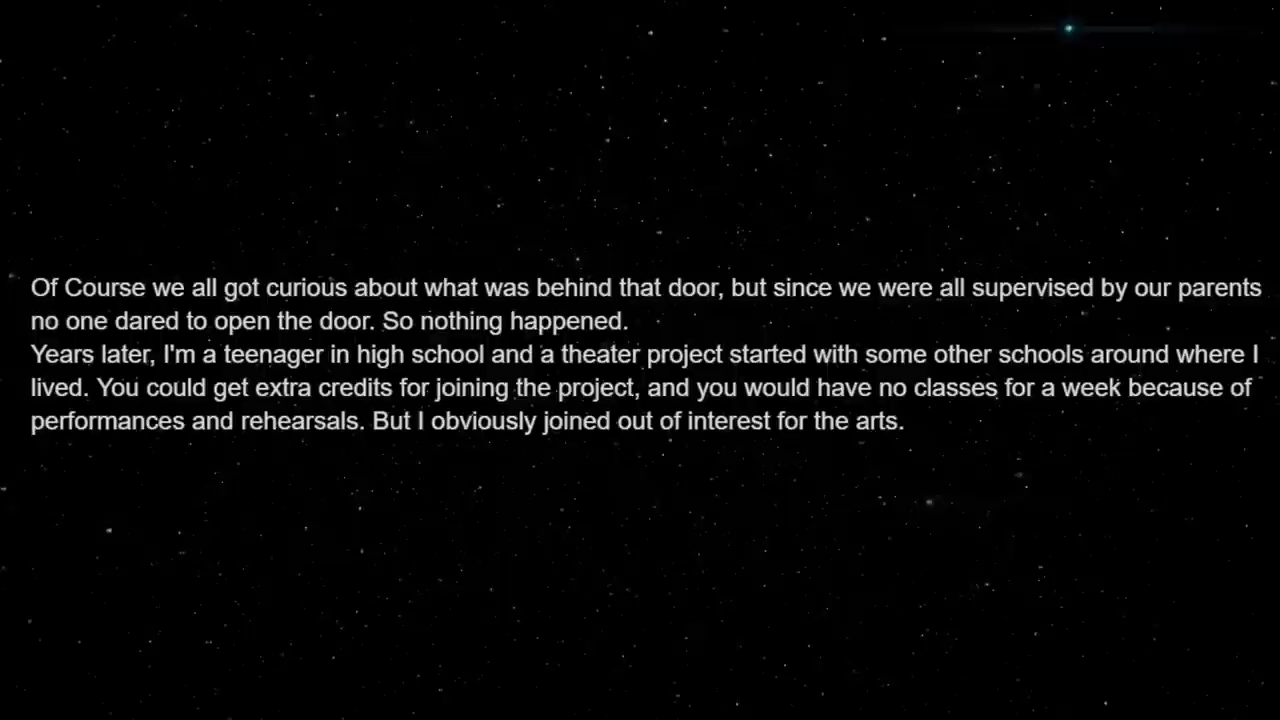 Of Course we all got curious about what was behind that door, but since we were all supervised by our parents
no one dared to open the door. So nothing happened.
Years later, I'm a teenager in high school and a theater project started with some other schools around where I
lived. You could get extra credits for joining the project, and you would have no classes for a week because of
performances and rehearsals. But I obviously joined out of interest for the arts.